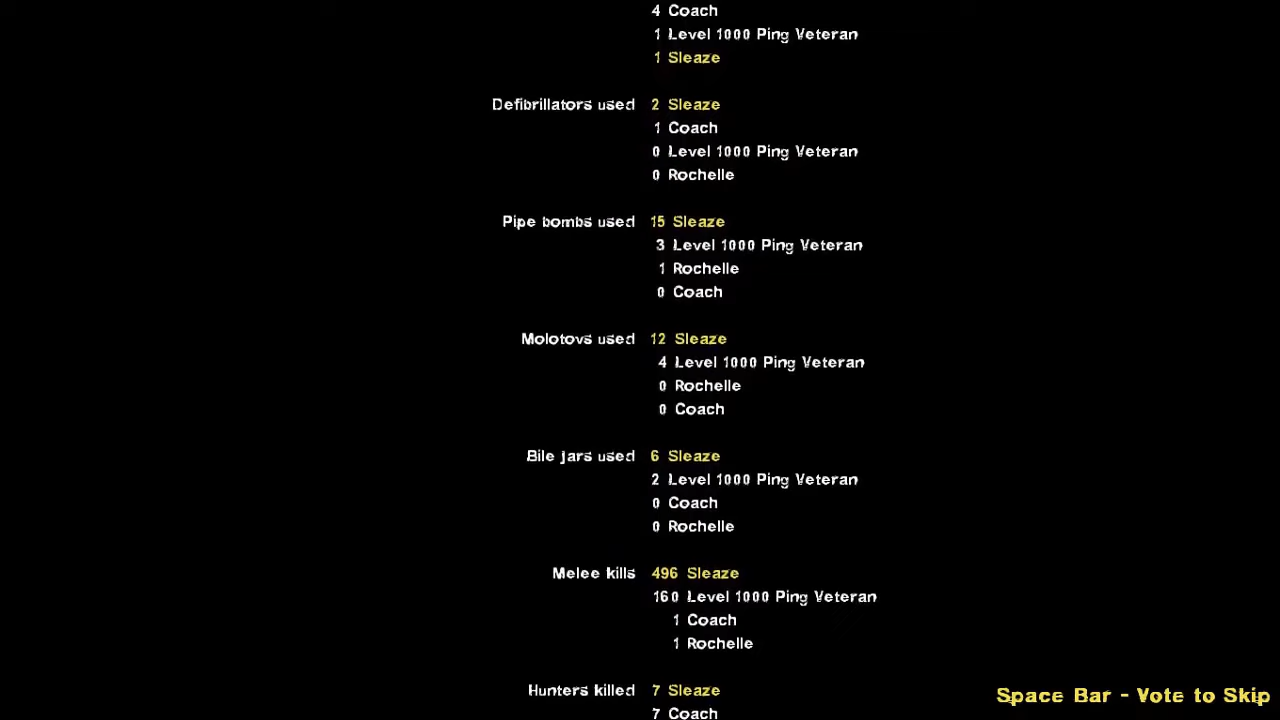 4 Coach
1 Level 1000 Ping Veteran
1 Sleaze
Defibrillators used 2 Sleaze
1 Coach
0 Level 1000 Ping Veteran
0 Rochelle
Pipe bombs used 15 Sleaze
3 Level 1000 Ping Veteran
1 Rochelle
0 Coach
Molotovs used 12 Sleaze
4 Level 1000 Ping Veteran
0 Rochelle
0 Coach
Bile jars used 6 Sleaze
2 Level 1000 Ping Veteran
0 Coach
0 Rochelle
Melee kills 496 Sleaze
160 Level 1000 Ping Veteran
1 Coach
1 Rochelle
Hunters killed 7 Sleaze
7 Coach
Space Bar - Vote to Skip